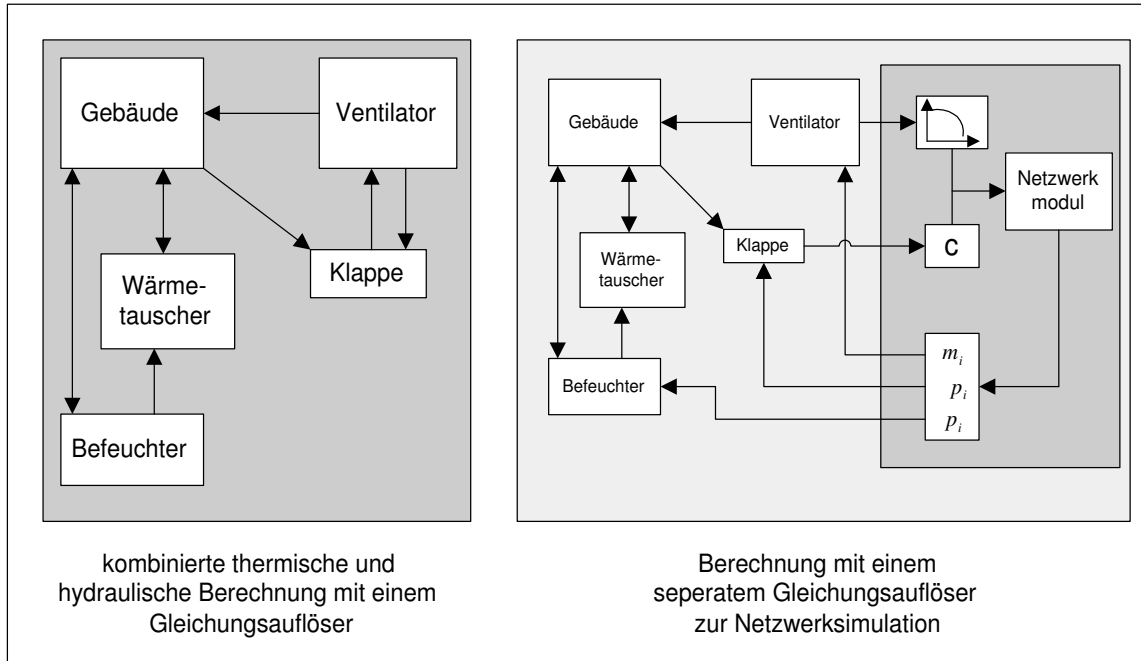 Gebäude
Ventilator
Wärme-
tauscher
Klappe
Befeuchter
kombinierte thermische und
hydraulische Berechnung mit einem
Gleichungsauflöser
Gebäude
Ventilator
Netzwerk
modul
Klappe
C
Wärme-
tauscher
Befeuchter
m_i
p_i
p_i
Berechnung mit einem
seperatem Gleichungsauflöser
zur Netzwerksimulation